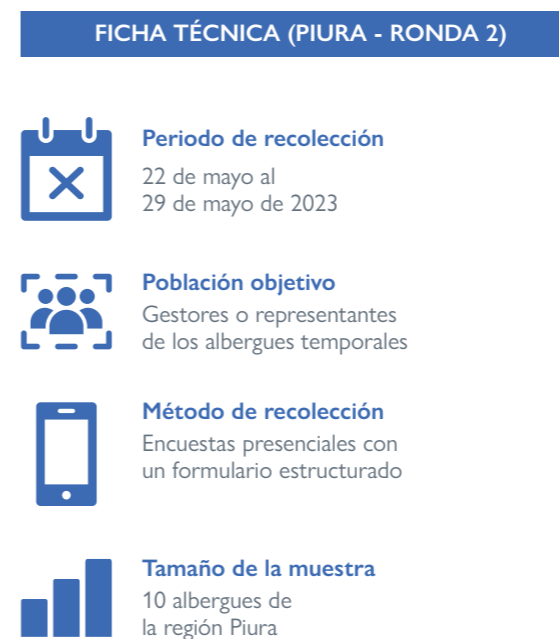 FICHA TÉCNICA (PIURA - RONDA 2)
Periodo de recolección
22 de mayo al
29 de mayo de 2023
Población objetivo
Gestores o representantes
de los albergues temporales
Método de recolección
Encuestas presenciales con
un formulario estructurado
Tamaño de la muestra
10 albergues de
la región Piura